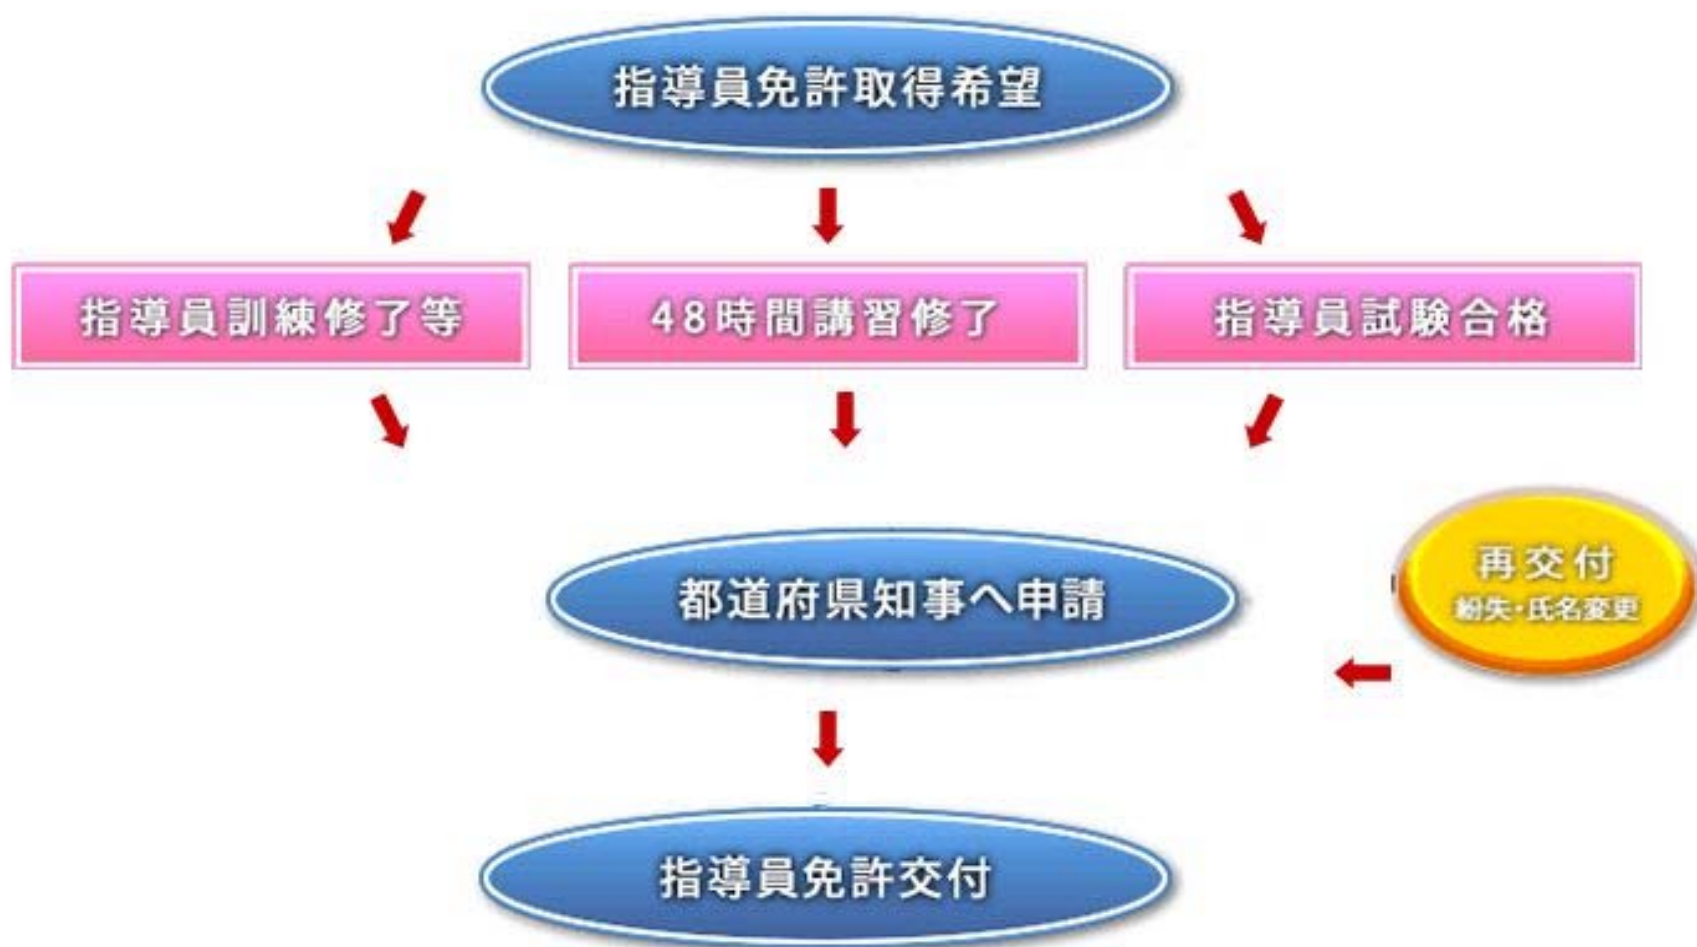 指導員免許取得希望
指導員訓練修了等
48時間講習修了
指導員試験合格
都道府県知事へ申請
再交付
紛失・氏名変更
指導員免許交付